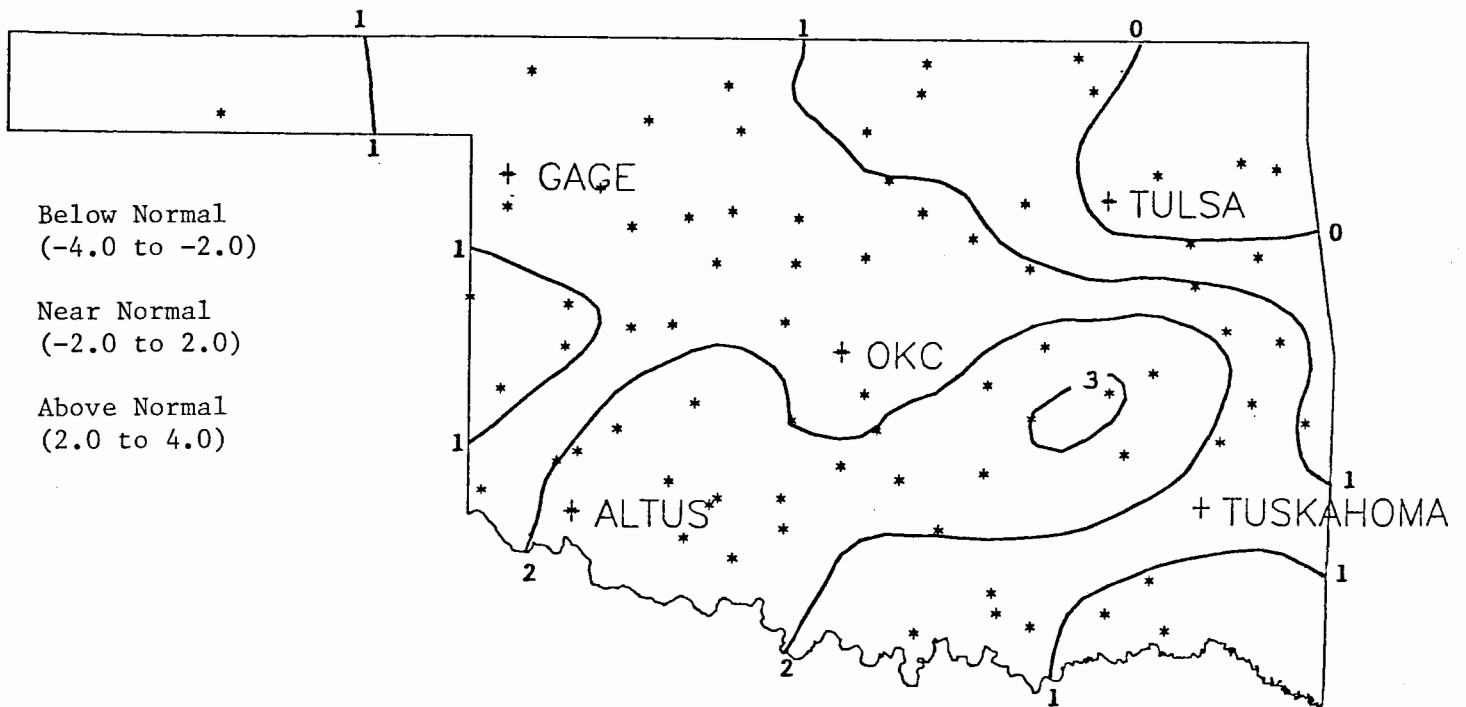 1
1
0
1
GAGE
TULSA
Below Normal
(-4.0 to -2.0)
0
1
Near Normal
(-2.0 to 2.0)
OKC
3
Above Normal
(2.0 to 4.0)
1
1
ALTUS
TUSKAHOMA
2
1
2
1